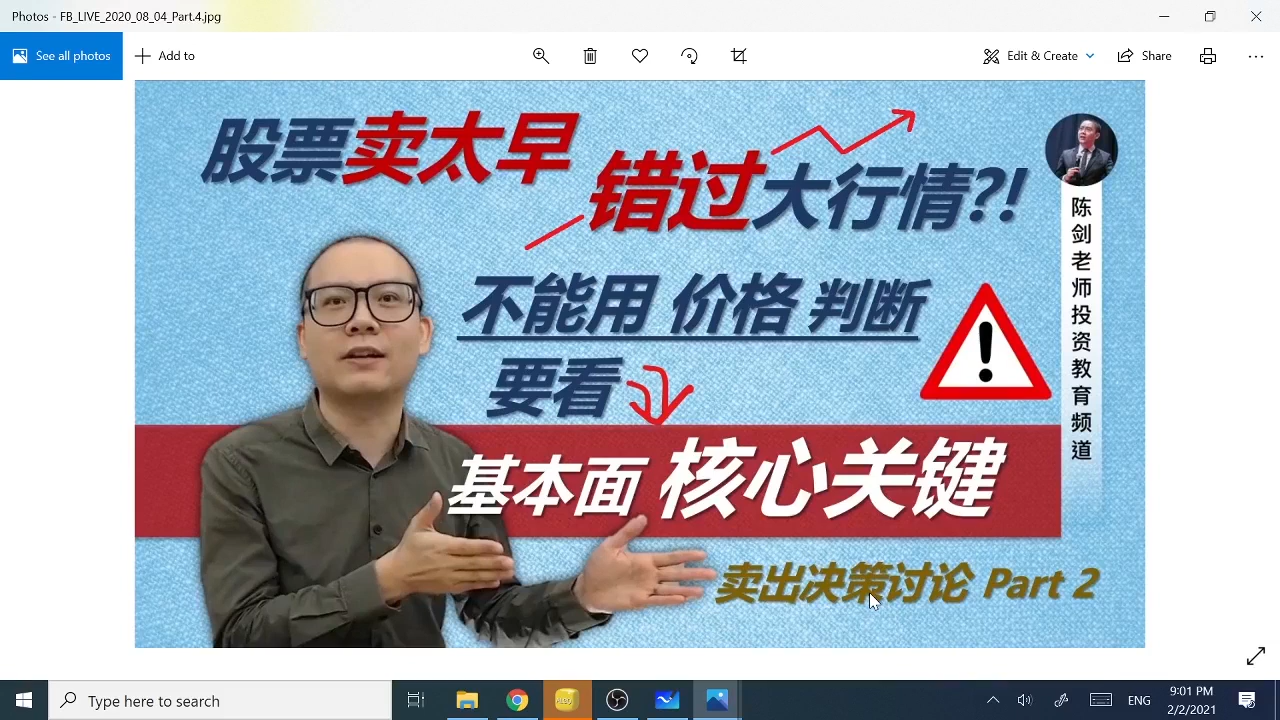 Photos - FB_LIVE_2020_08_04_Part.4.jpg
See all photos
Add to
Edit & Create
Share
股票卖太早
错过大行情?!
不能用 价格 判断
要看
基本面 核心关键
卖出决策讨论 Part 2
陈剑老师投资教育频道
Type here to search
ENG
9:01 PM
2/2/2021